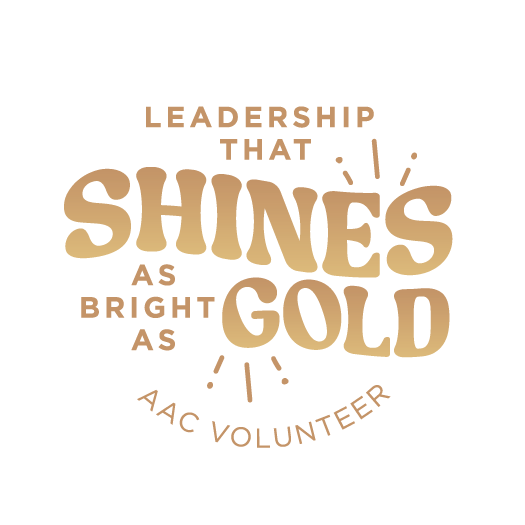 LEADERSHIP
THAT
SHINES
AS
BRIGHT
AS
GOLD
AAC VOLUNTEER